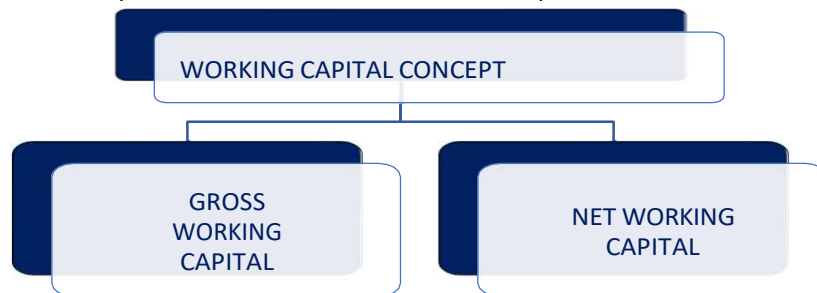 WORKING CAPITAL CONCEPT
GROSS
WORKING
CAPITAL
NET WORKING
CAPITAL